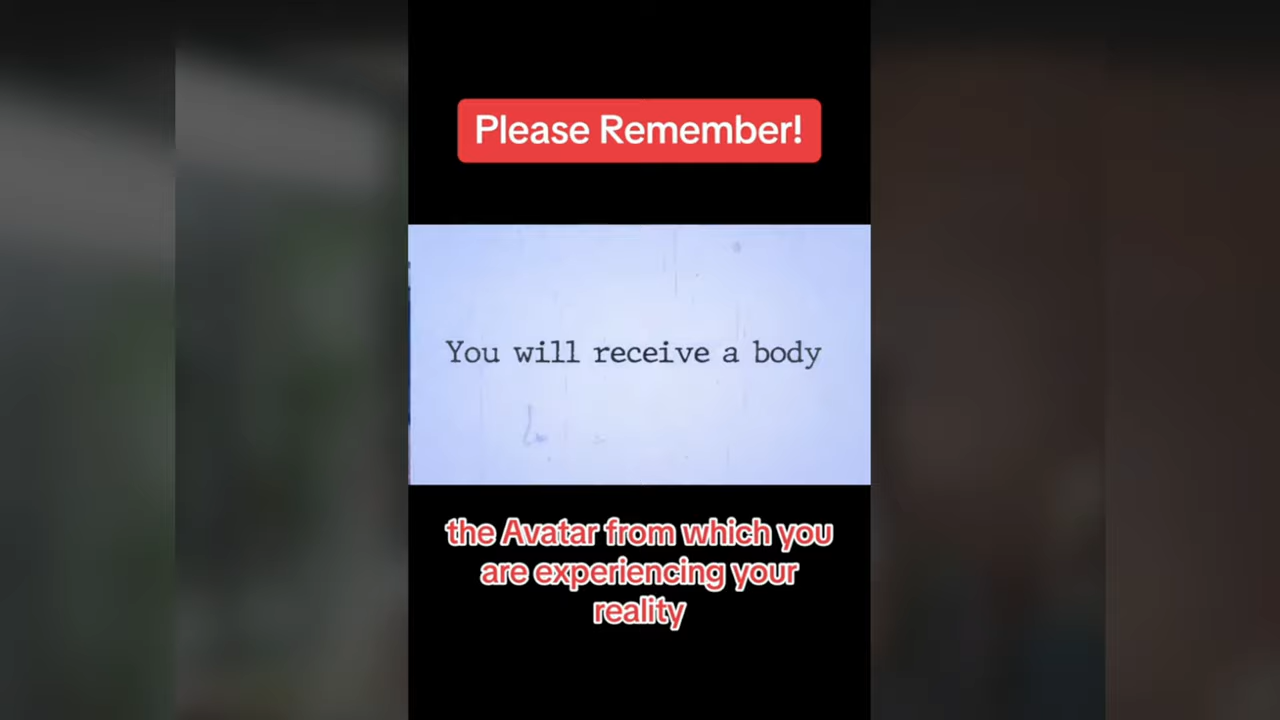 Please Remember!
You will receive a body
the Avatar from which you
are experiencing your
reality